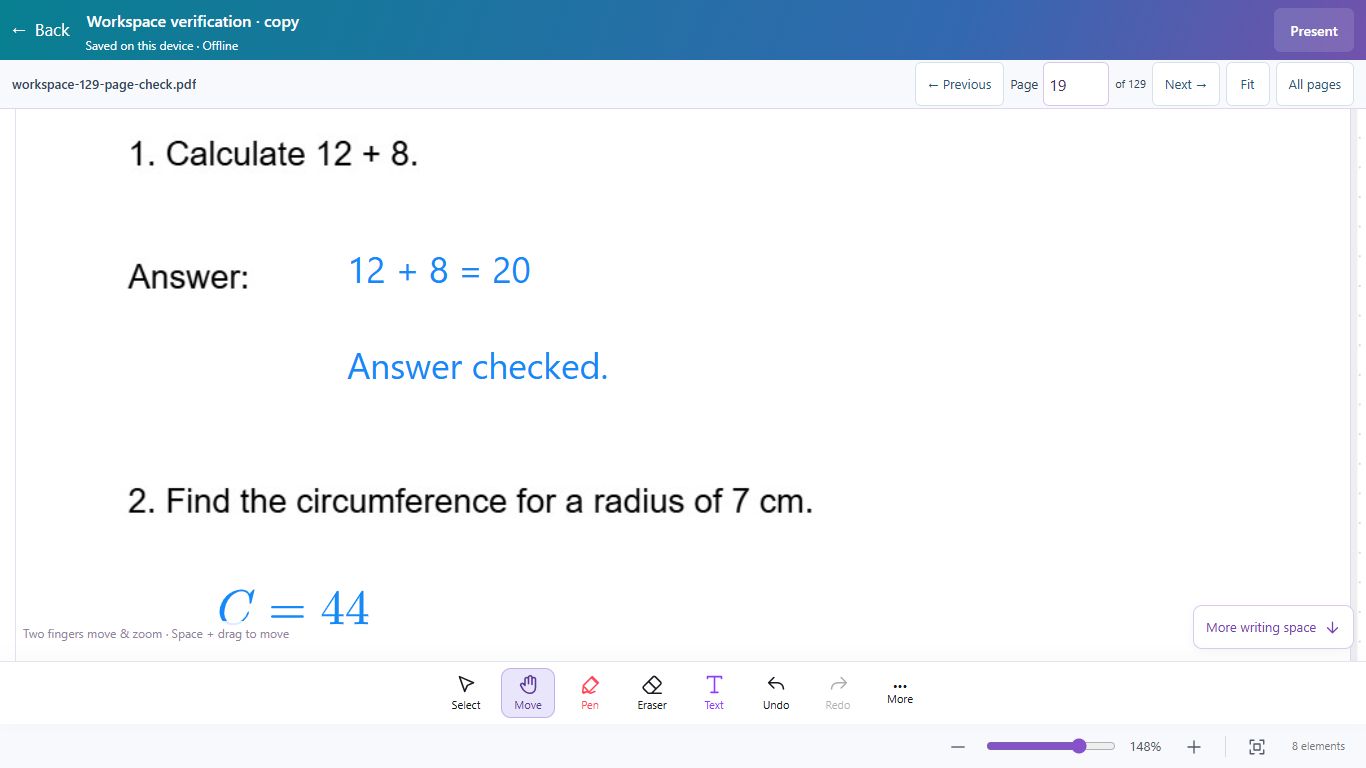 ← Back
Workspace verification · copy
Saved on this device · Offline
Present
workspace-129-page-check.pdf
← Previous
Page
19
of 129
Next →
Fit
All pages
1. Calculate 12 + 8.
Answer:
12 + 8 = 20
Answer checked.
2. Find the circumference for a radius of 7 cm.
C = 44
Two fingers move & zoom · Space + drag to move
More writing space ↓
Select
Move
Pen
Eraser
Text
Undo
Redo
More
148%
8 elements